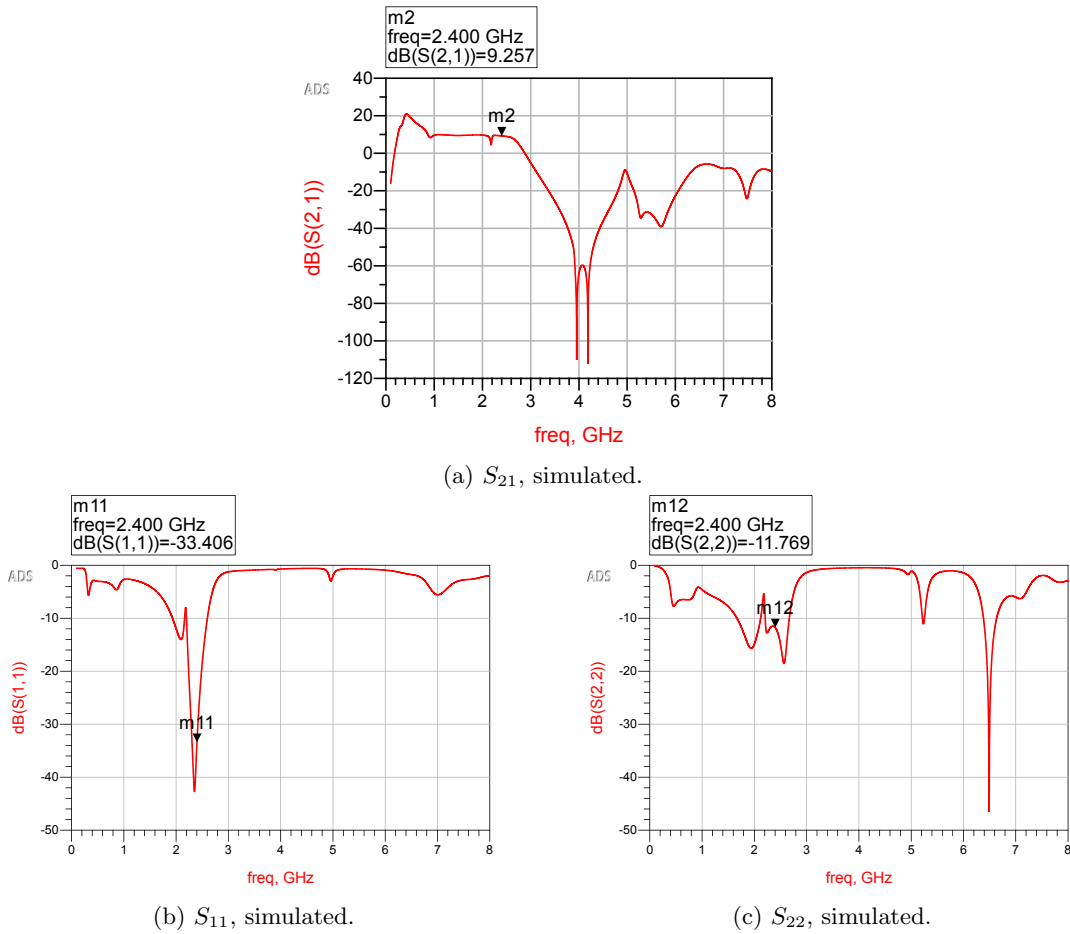 m2
freq=2.400 GHz
dB(S(2,1))=9.257
ADS
m2
40
20
0
-20
-40
-60
-80
-100
-120
0 1 2 3 4 5 6 7 8
dB(S(2,1))
freq, GHz
(a) S21, simulated.
m11
freq=2.400 GHz
dB(S(1,1))=-33.406
ADS
m11
0
-10
-20
-30
-40
-50
0 1 2 3 4 5 6 7 8
dB(S(1,1))
freq, GHz
(b) S11, simulated.
m12
freq=2.400 GHz
dB(S(2,2))=-11.769
ADS
m12
0
-10
-20
-30
-40
-50
0 1 2 3 4 5 6 7 8
dB(S(2,2))
freq, GHz
(c) S22, simulated.